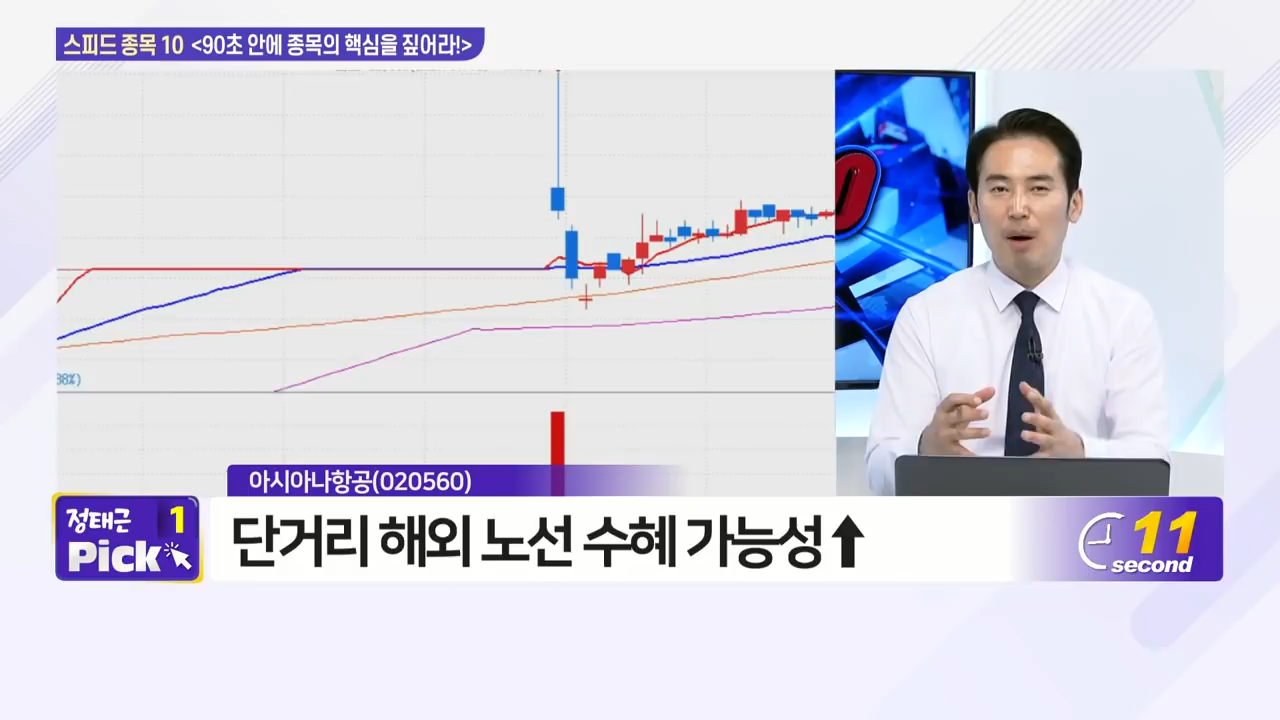 스피드 종목 10 <90초 안에 종목의 핵심을 짚어라!>
38%)
아시아나항공(020560)
정태근 1
Pick
단거리 해외 노선 수혜 가능성↑
11
second